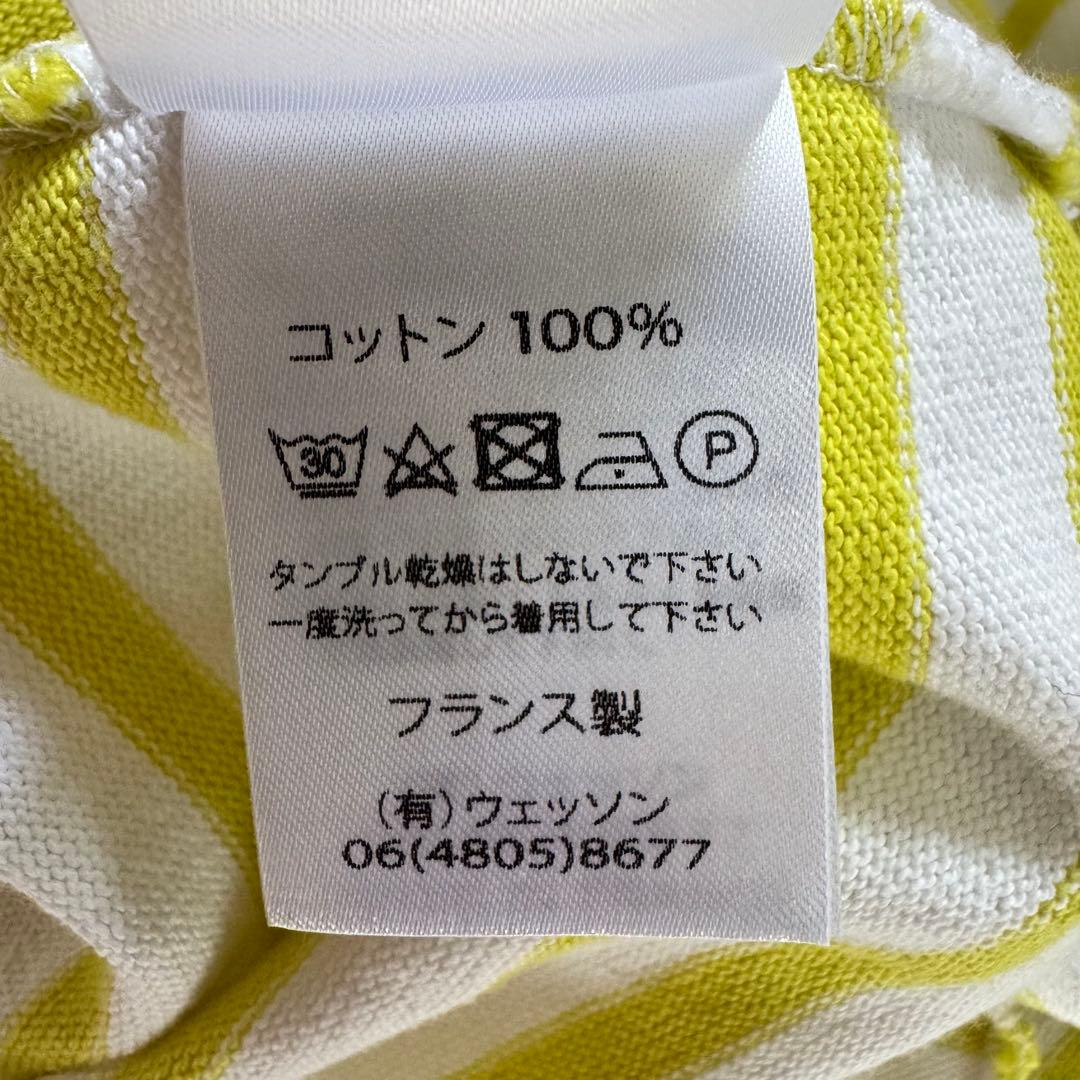 コットン 100%
30
P
タンブル乾燥はしないで下さい
一度洗ってから着用して下さい
フランス製
(有)ウェッソン
06(4805)8677